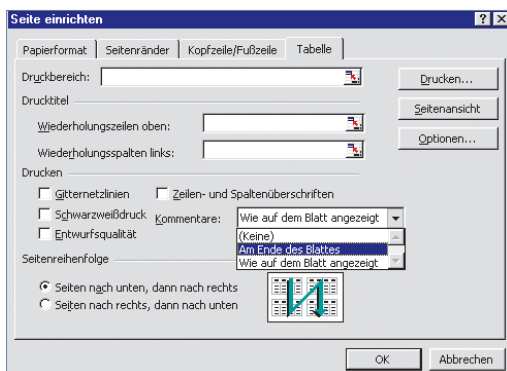 Seite einrichten
Papierformat Seitenränder Kopfzeile/Fußzeile Tabelle
Druckbereich: Drucken...
Drucktitel Seitenansicht
Wiederholungszeilen oben: Optionen...
Wiederholungsspalten links:
Drucken
Gitternetzlinien Zeilen- und Spaltenüberschriften
Schwarzweißdruck Kommentare: Wie auf dem Blatt angezeigt
(Keine)
Entwurfsqualität Am Ende des Blattes
Wie auf dem Blatt angezeigt
Seitenreihenfolge
Seiten nach unten, dann nach rechts
Seiten nach rechts, dann nach unten
OK Abbrechen